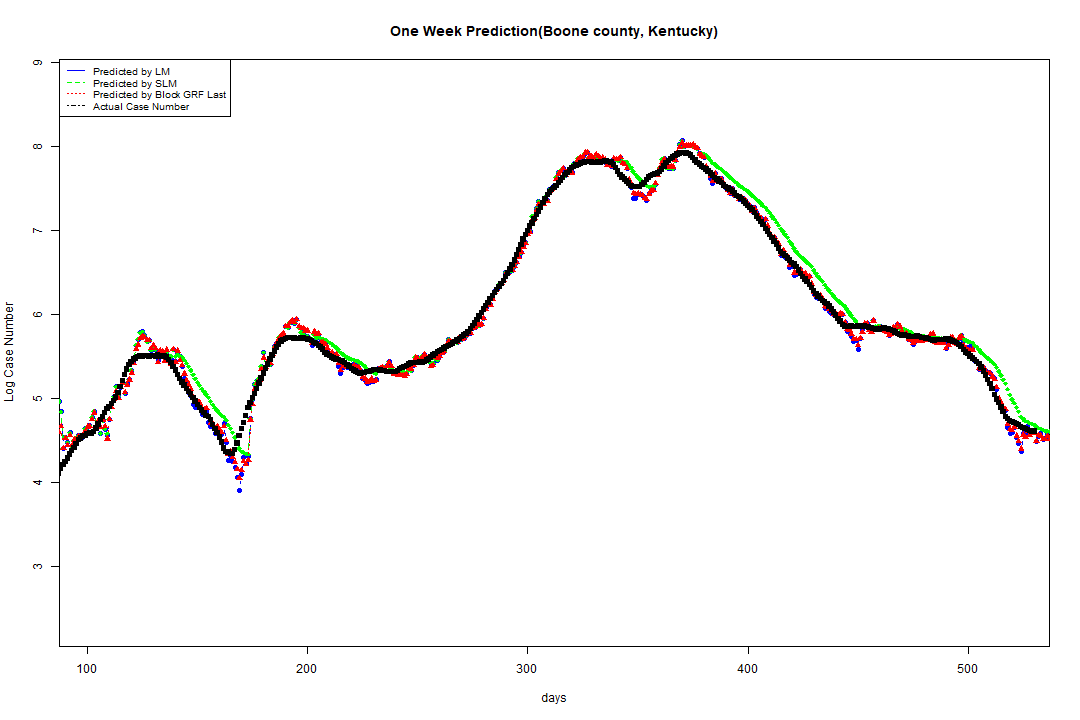 One Week Prediction(Boone county, Kentucky)
Predicted by LM
Predicted by SLM
Predicted by Block GRF Last
Actual Case Number
Log Case Number
9
8
7
6
5
4
3
100 200 300 400 500
days